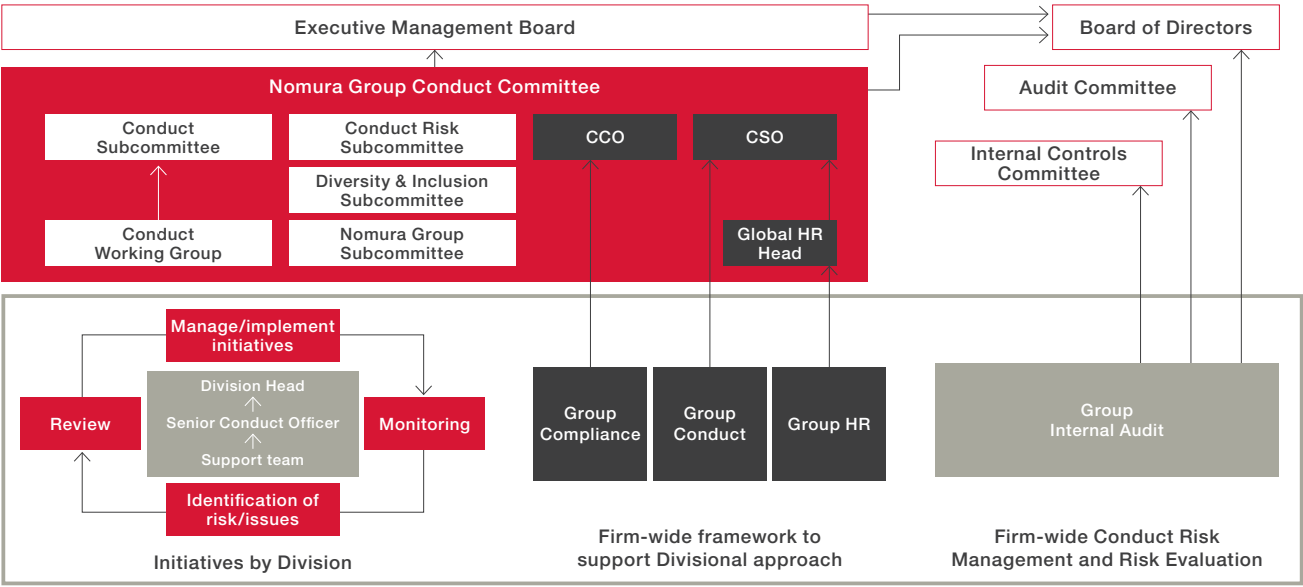 Executive Management Board
Board of Directors
Nomura Group Conduct Committee
Audit Committee
Conduct
Subcommittee
Conduct Risk
Subcommittee
CCO
CSO
Internal Controls
Committee
Diversity & Inclusion
Subcommittee
Conduct
Working Group
Nomura Group
Subcommittee
Global HR
Head
Manage/implement
initiatives
Division Head
Senior Conduct Officer
Support team
Review
Monitoring
Identification of
risk/issues
Initiatives by Division
Group
Compliance
Group
Conduct
Group HR
Firm-wide framework to
support Divisional approach
Group
Internal Audit
Firm-wide Conduct Risk
Management and Risk Evaluation